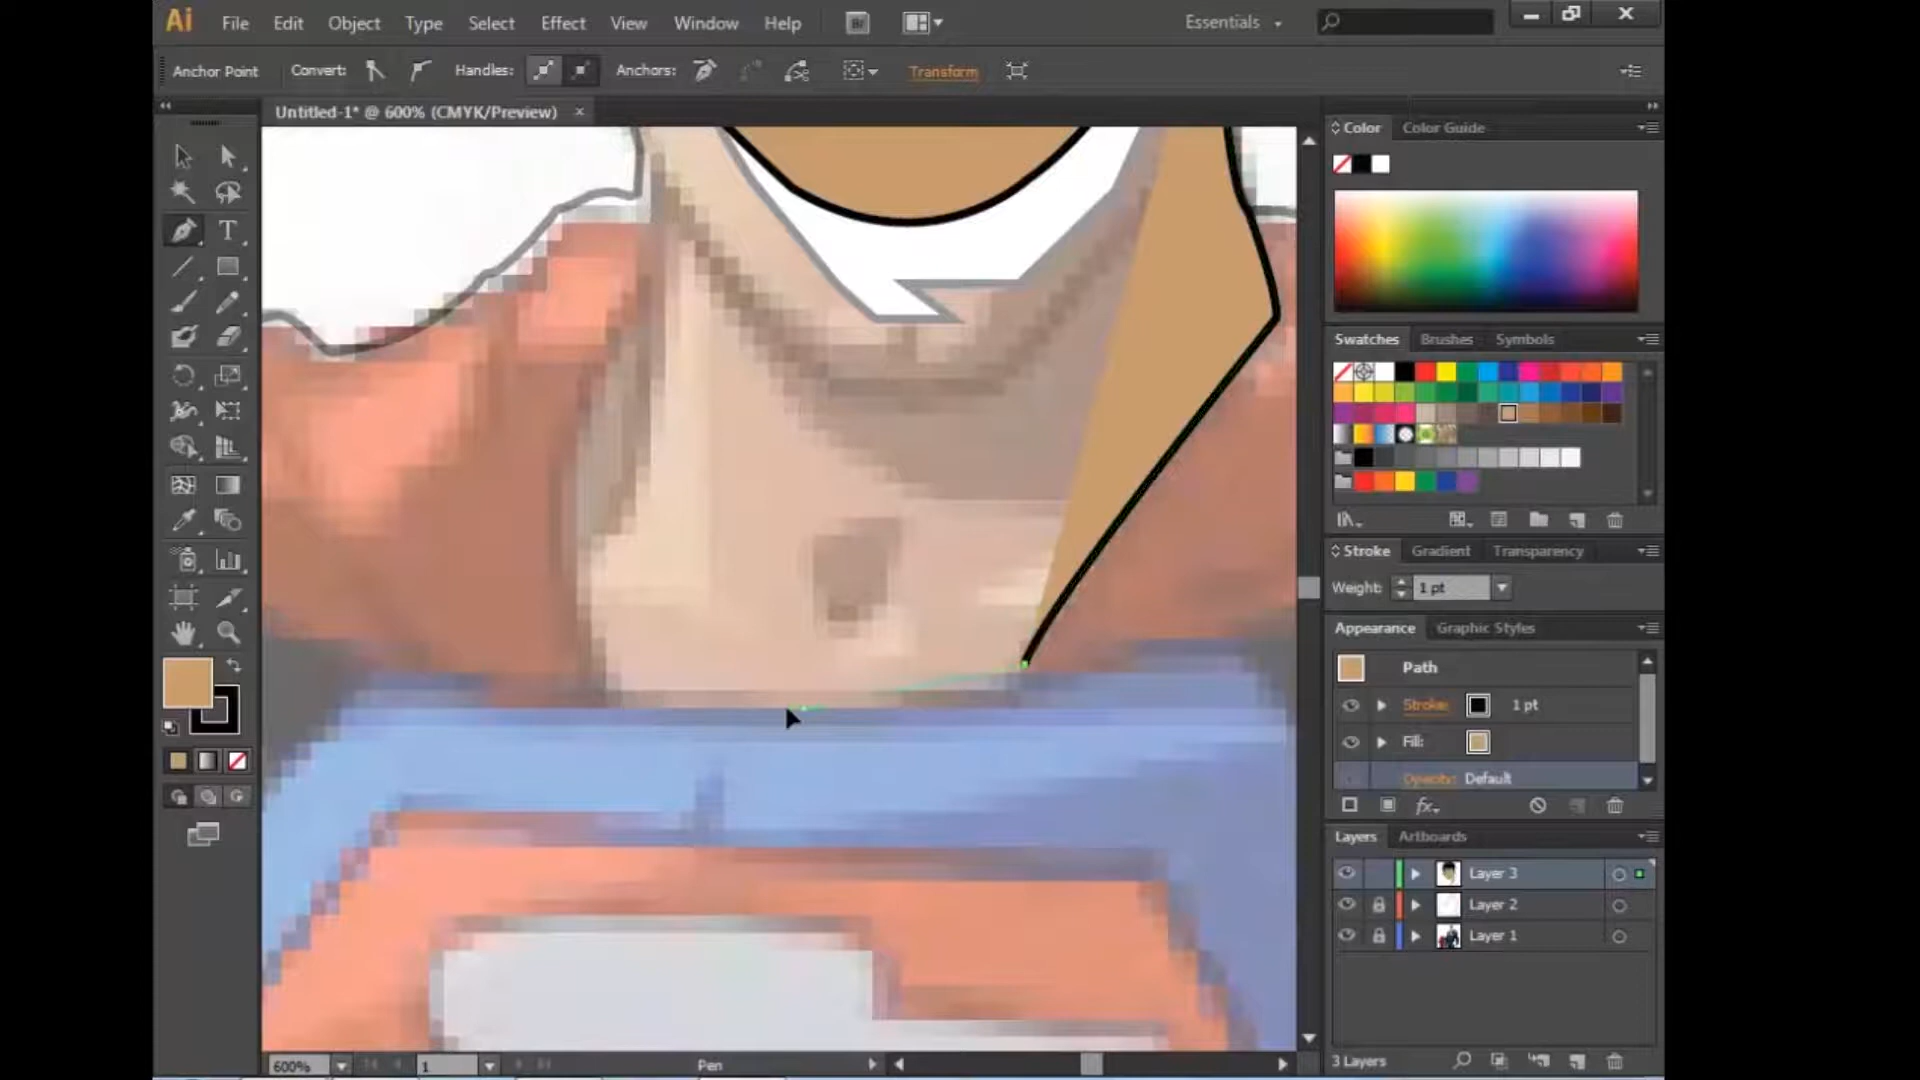 Ai File Edit Object Type Select Effect View Window Help Br Essentials
Anchor Point Convert: Handles: Anchors: Transform
Untitled-1* @ 600% (CMYK/Preview) ×
Color Color Guide
Swatches Brushes Symbols
Stroke Gradient Transparency
Weight: 1 pt
Appearance Graphic Styles
Path
Stroke: 1 pt
Fill:
Opacity: Default
fx
Layers Artboards
Layer 3
Layer 2
Layer 1
3 Layers
600% 1 Pen